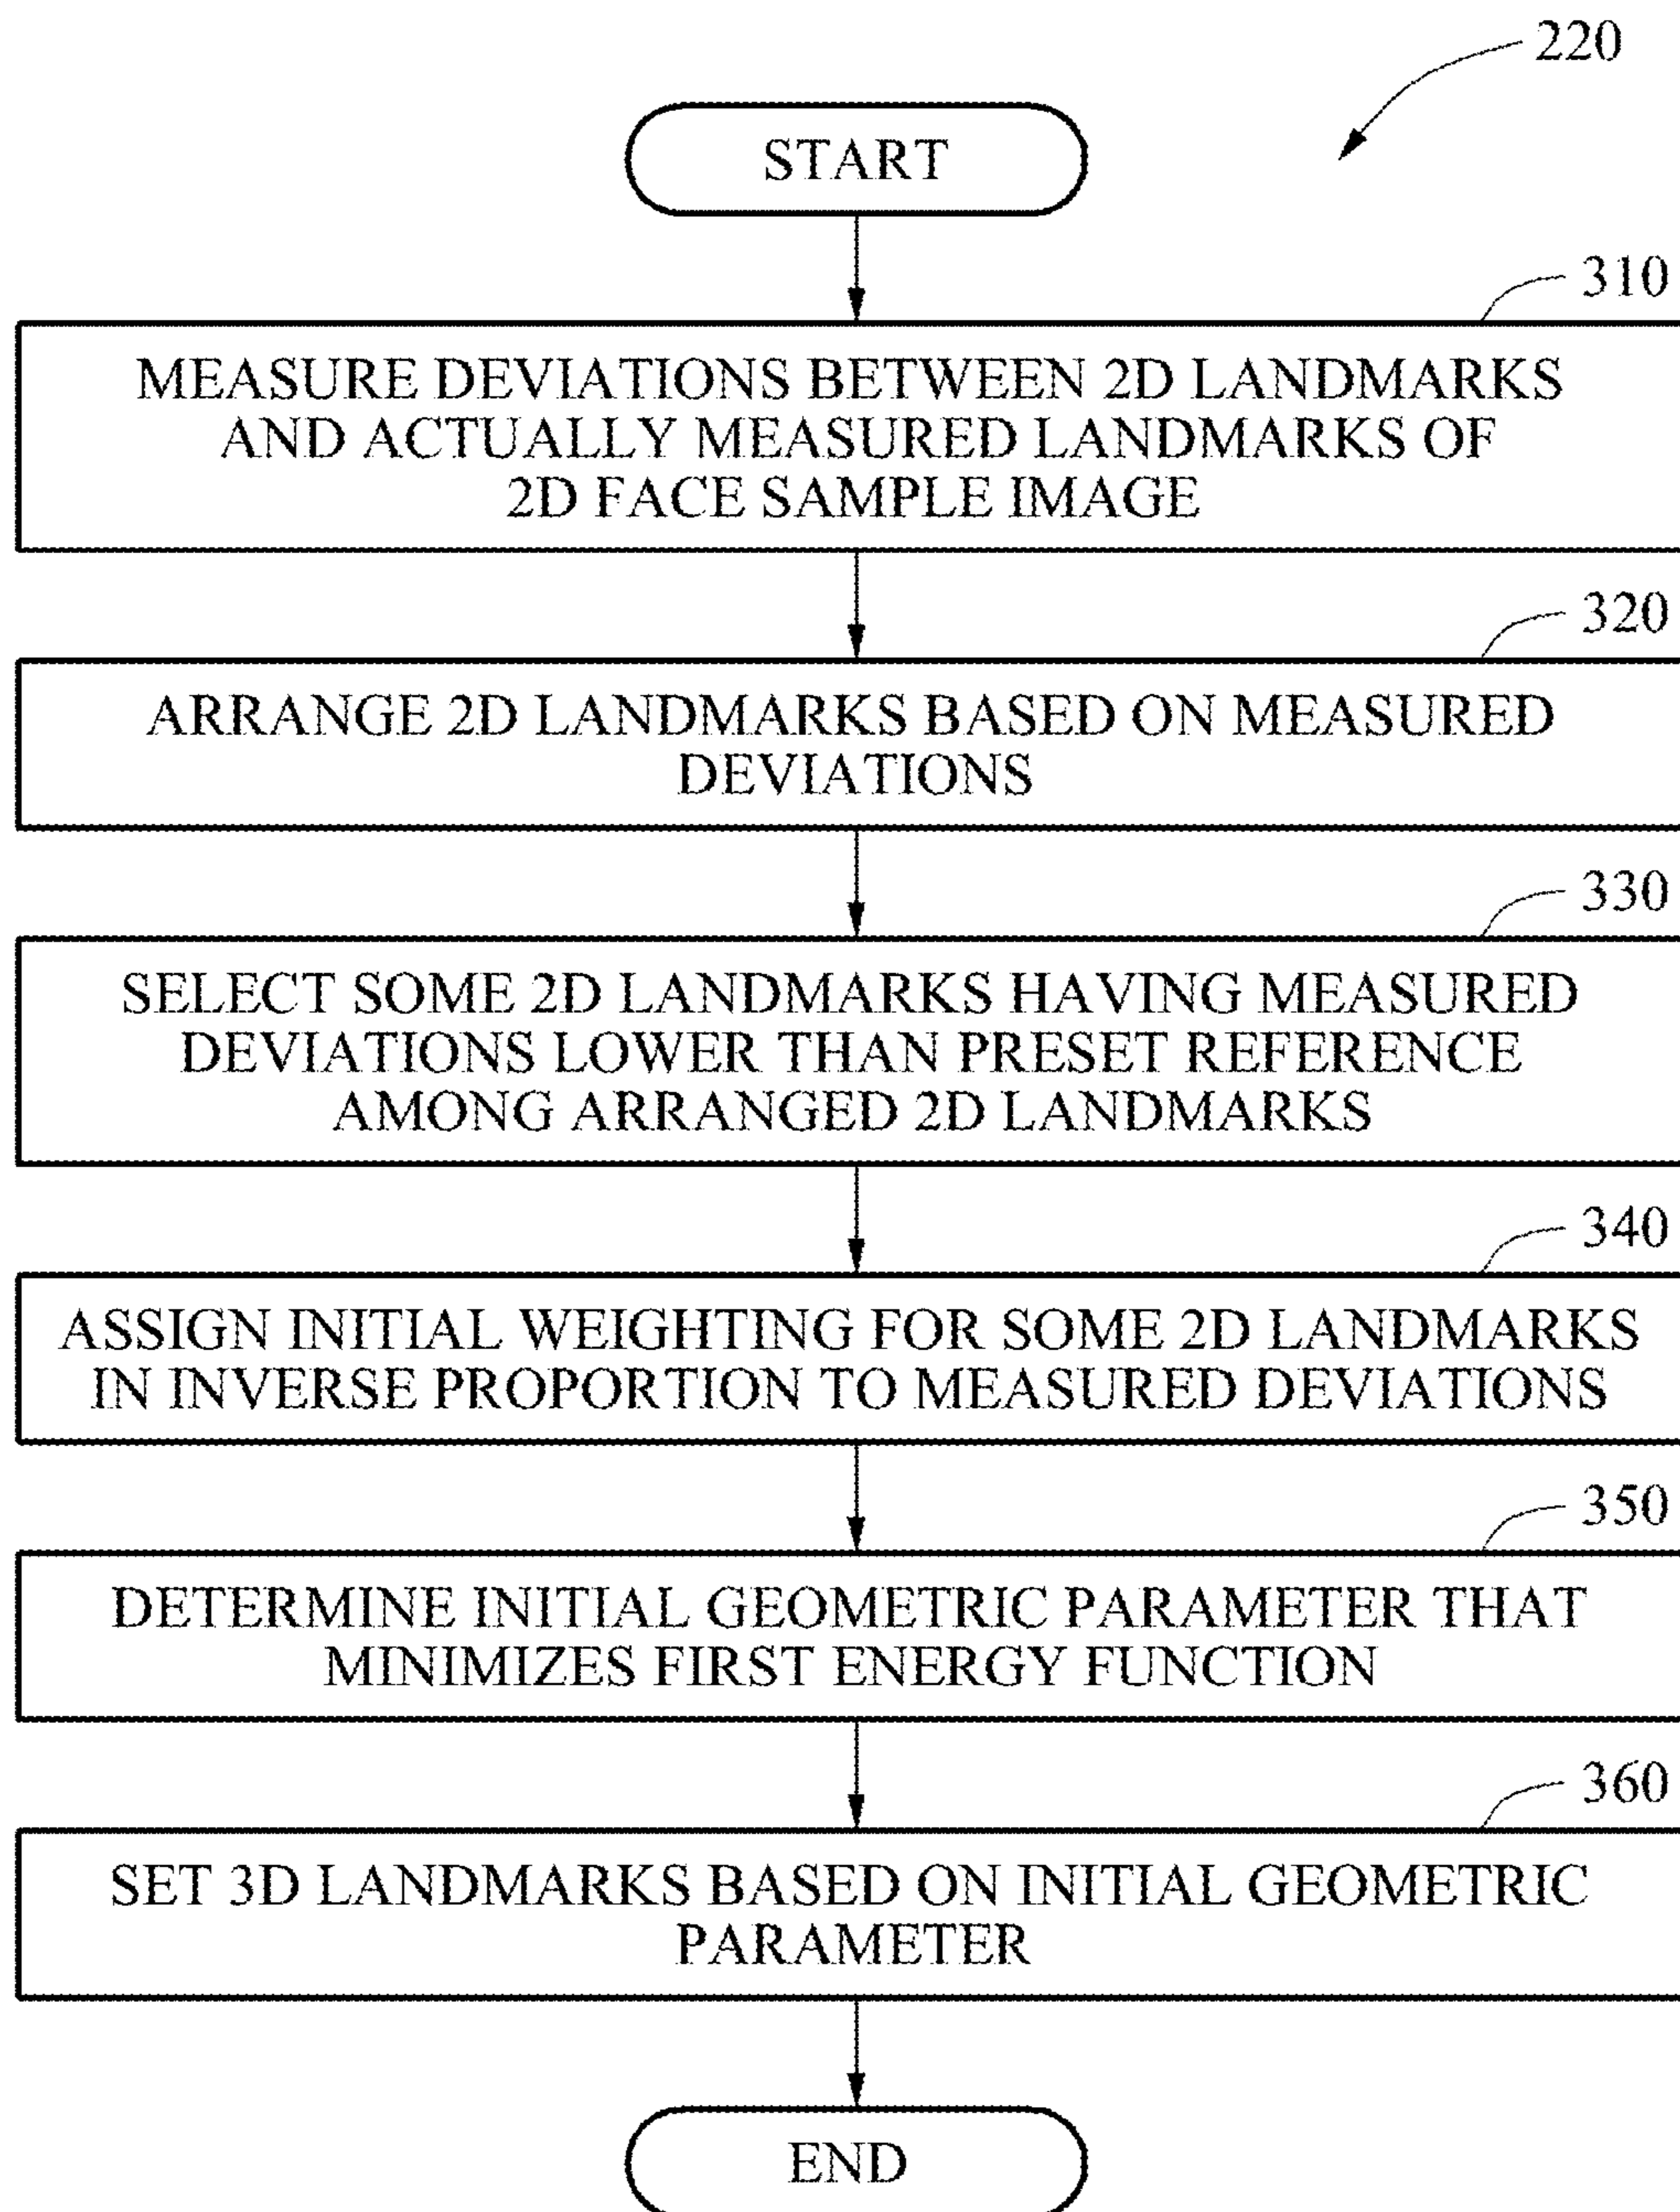 220
START
310
MEASURE DEVIATIONS BETWEEN 2D LANDMARKS
AND ACTUALLY MEASURED LANDMARKS OF
2D FACE SAMPLE IMAGE
320
ARRANGE 2D LANDMARKS BASED ON MEASURED
DEVIATIONS
330
SELECT SOME 2D LANDMARKS HAVING MEASURED
DEVIATIONS LOWER THAN PRESET REFERENCE
AMONG ARRANGED 2D LANDMARKS
340
ASSIGN INITIAL WEIGHTING FOR SOME 2D LANDMARKS
IN INVERSE PROPORTION TO MEASURED DEVIATIONS
350
DETERMINE INITIAL GEOMETRIC PARAMETER THAT
MINIMIZES FIRST ENERGY FUNCTION
360
SET 3D LANDMARKS BASED ON INITIAL GEOMETRIC
PARAMETER
END